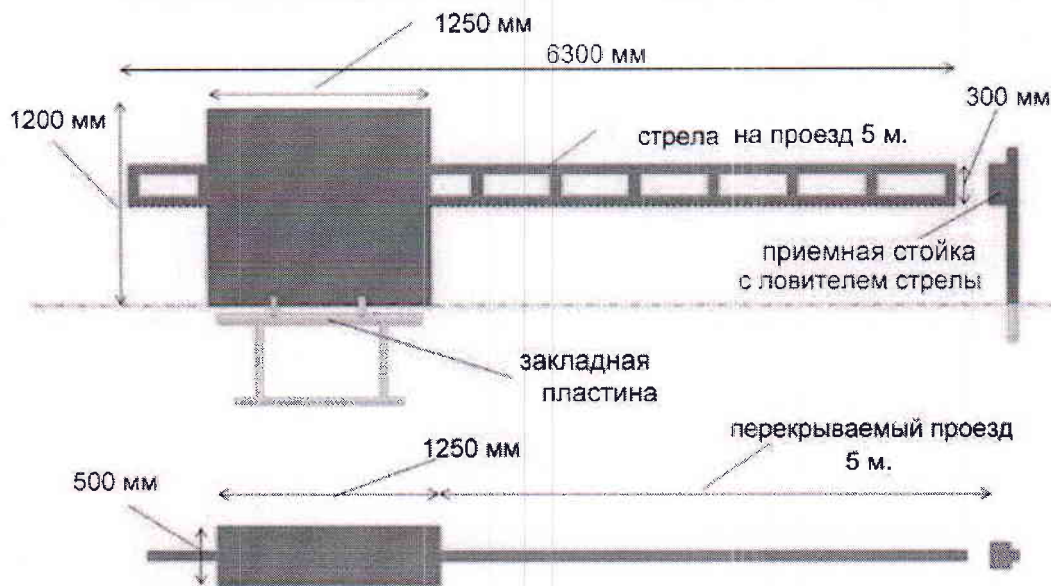 1250 мм
6300 мм
1200 мм
300 мм
стрела на проезд 5 м.
приемная стойка
с ловителем стрелы
закладная
пластина
перекрываемый проезд
5 м.
1250 мм
500 мм